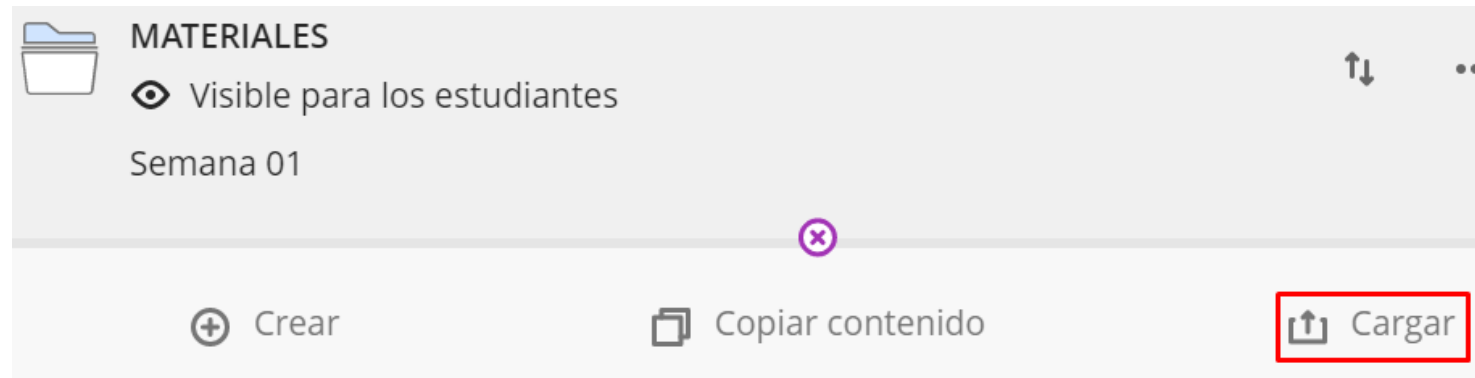 MATERIALES
Visible para los estudiantes
Semana 01
Crear
Copiar contenido
Cargar